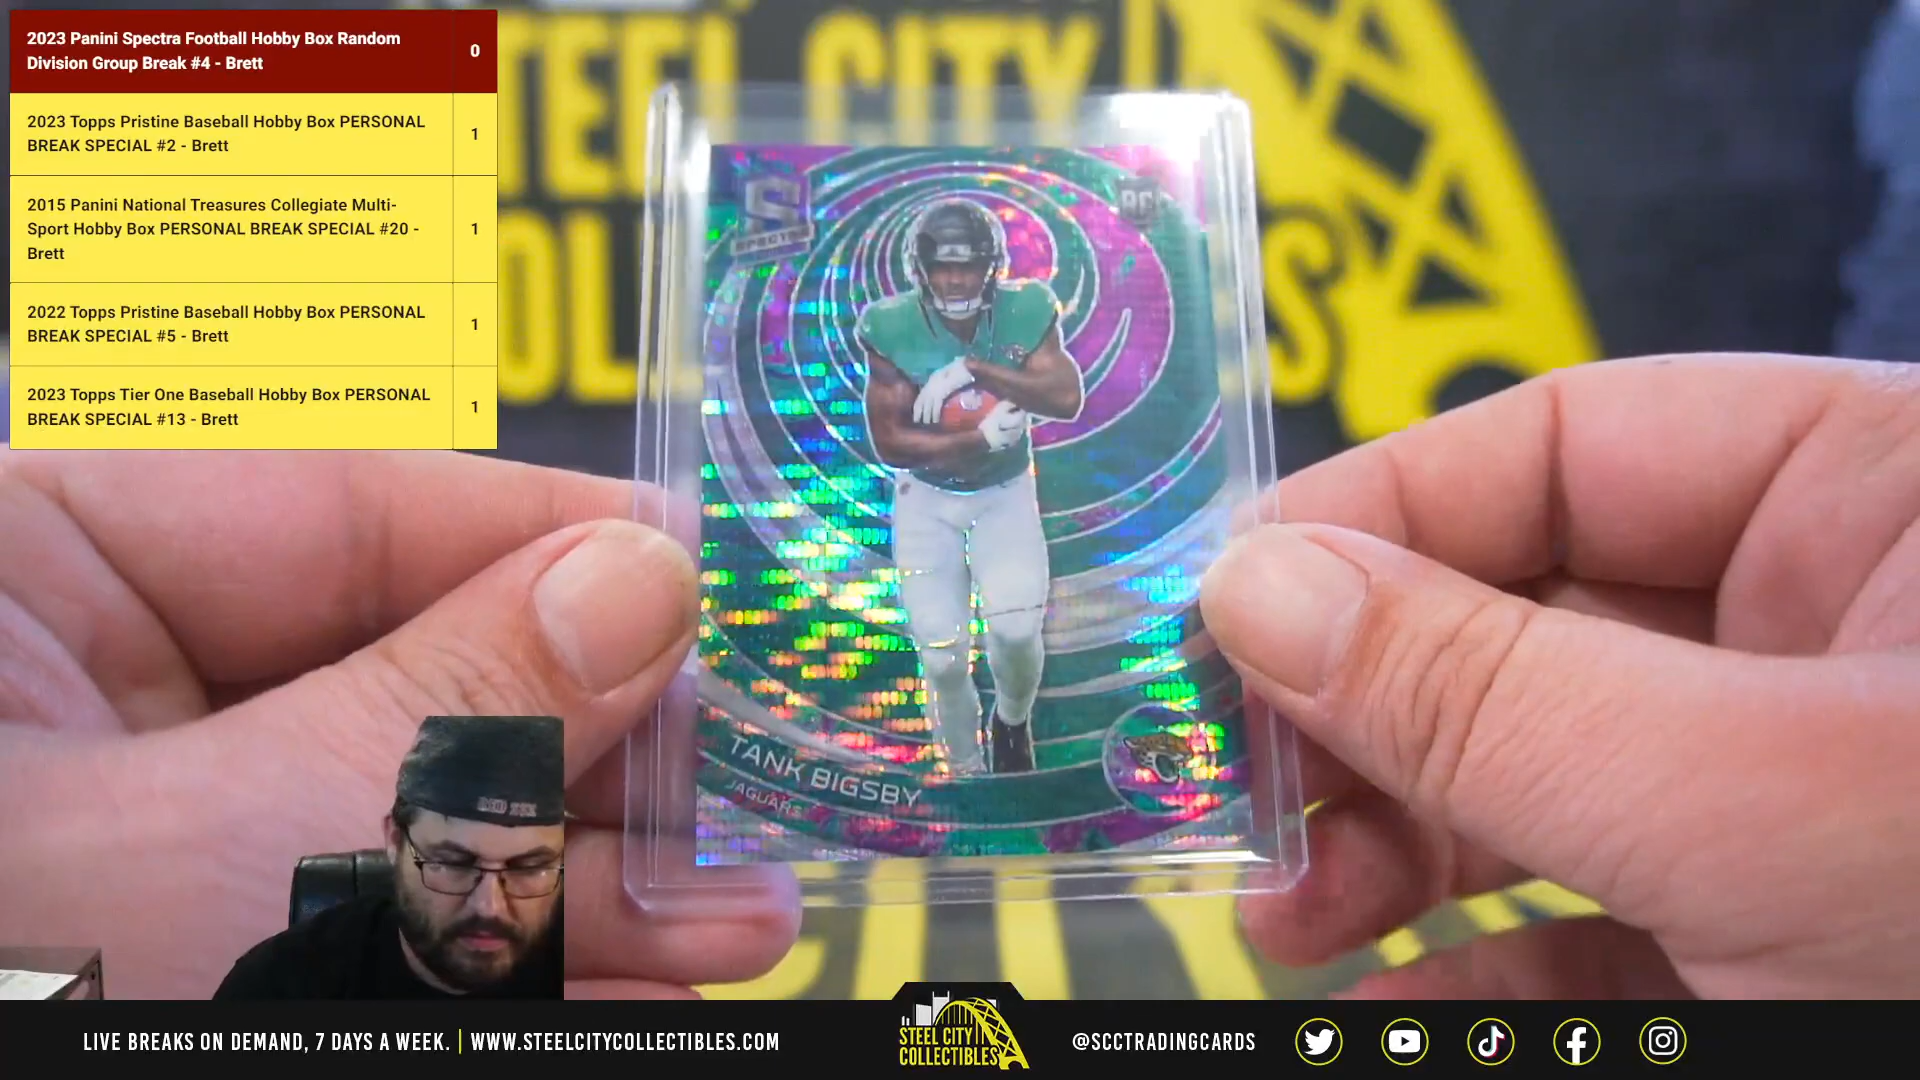 2023 Panini Spectra Football Hobby Box Random
Division Group Break #4 - Brett
0
2023 Topps Pristine Baseball Hobby Box PERSONAL
BREAK SPECIAL #2 - Brett
1
2015 Panini National Treasures Collegiate Multi-
Sport Hobby Box PERSONAL BREAK SPECIAL #20 -
Brett
1
2022 Topps Pristine Baseball Hobby Box PERSONAL
BREAK SPECIAL #5 - Brett
1
2023 Topps Tier One Baseball Hobby Box PERSONAL
BREAK SPECIAL #13 - Brett
1
STEEL CITY
S
SPECTRA
RC
TANK BIGSBY
JAGUARS
LIVE BREAKS ON DEMAND, 7 DAYS A WEEK. | WWW.STEELCITYCOLLECTIBLES.COM
STEEL CITY
COLLECTIBLES
@SCCTRADINGCARDS